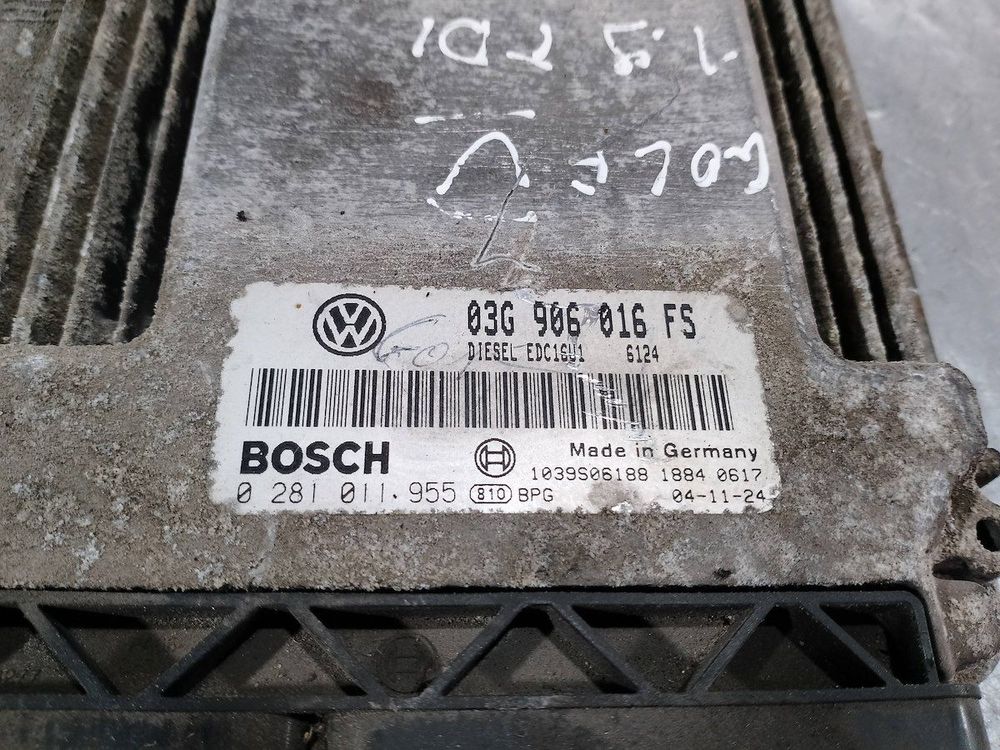 GOLF V
1.9 TDI
03G 906 016 FS
DIESEL EDC16U1 6124
BOSCH
Made in Germany
1039S06188 1884 0617
0 281 011 955 810 BPG
04-11-24